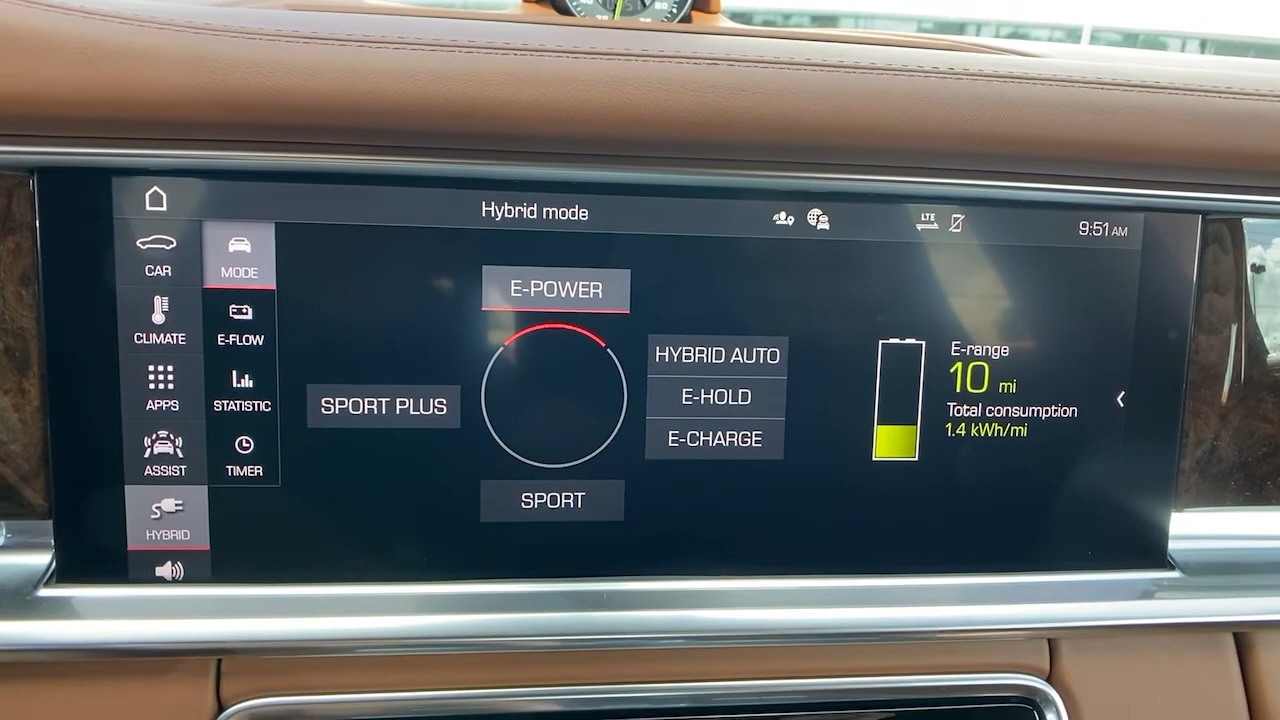 Hybrid mode
LTE
9:51 AM
CAR
CLIMATE
APPS
ASSIST
HYBRID
MODE
E-FLOW
STATISTIC
TIMER
E-POWER
SPORT PLUS
HYBRID AUTO
E-HOLD
E-CHARGE
SPORT
E-range
10 mi
Total consumption
1.4 kWh/mi